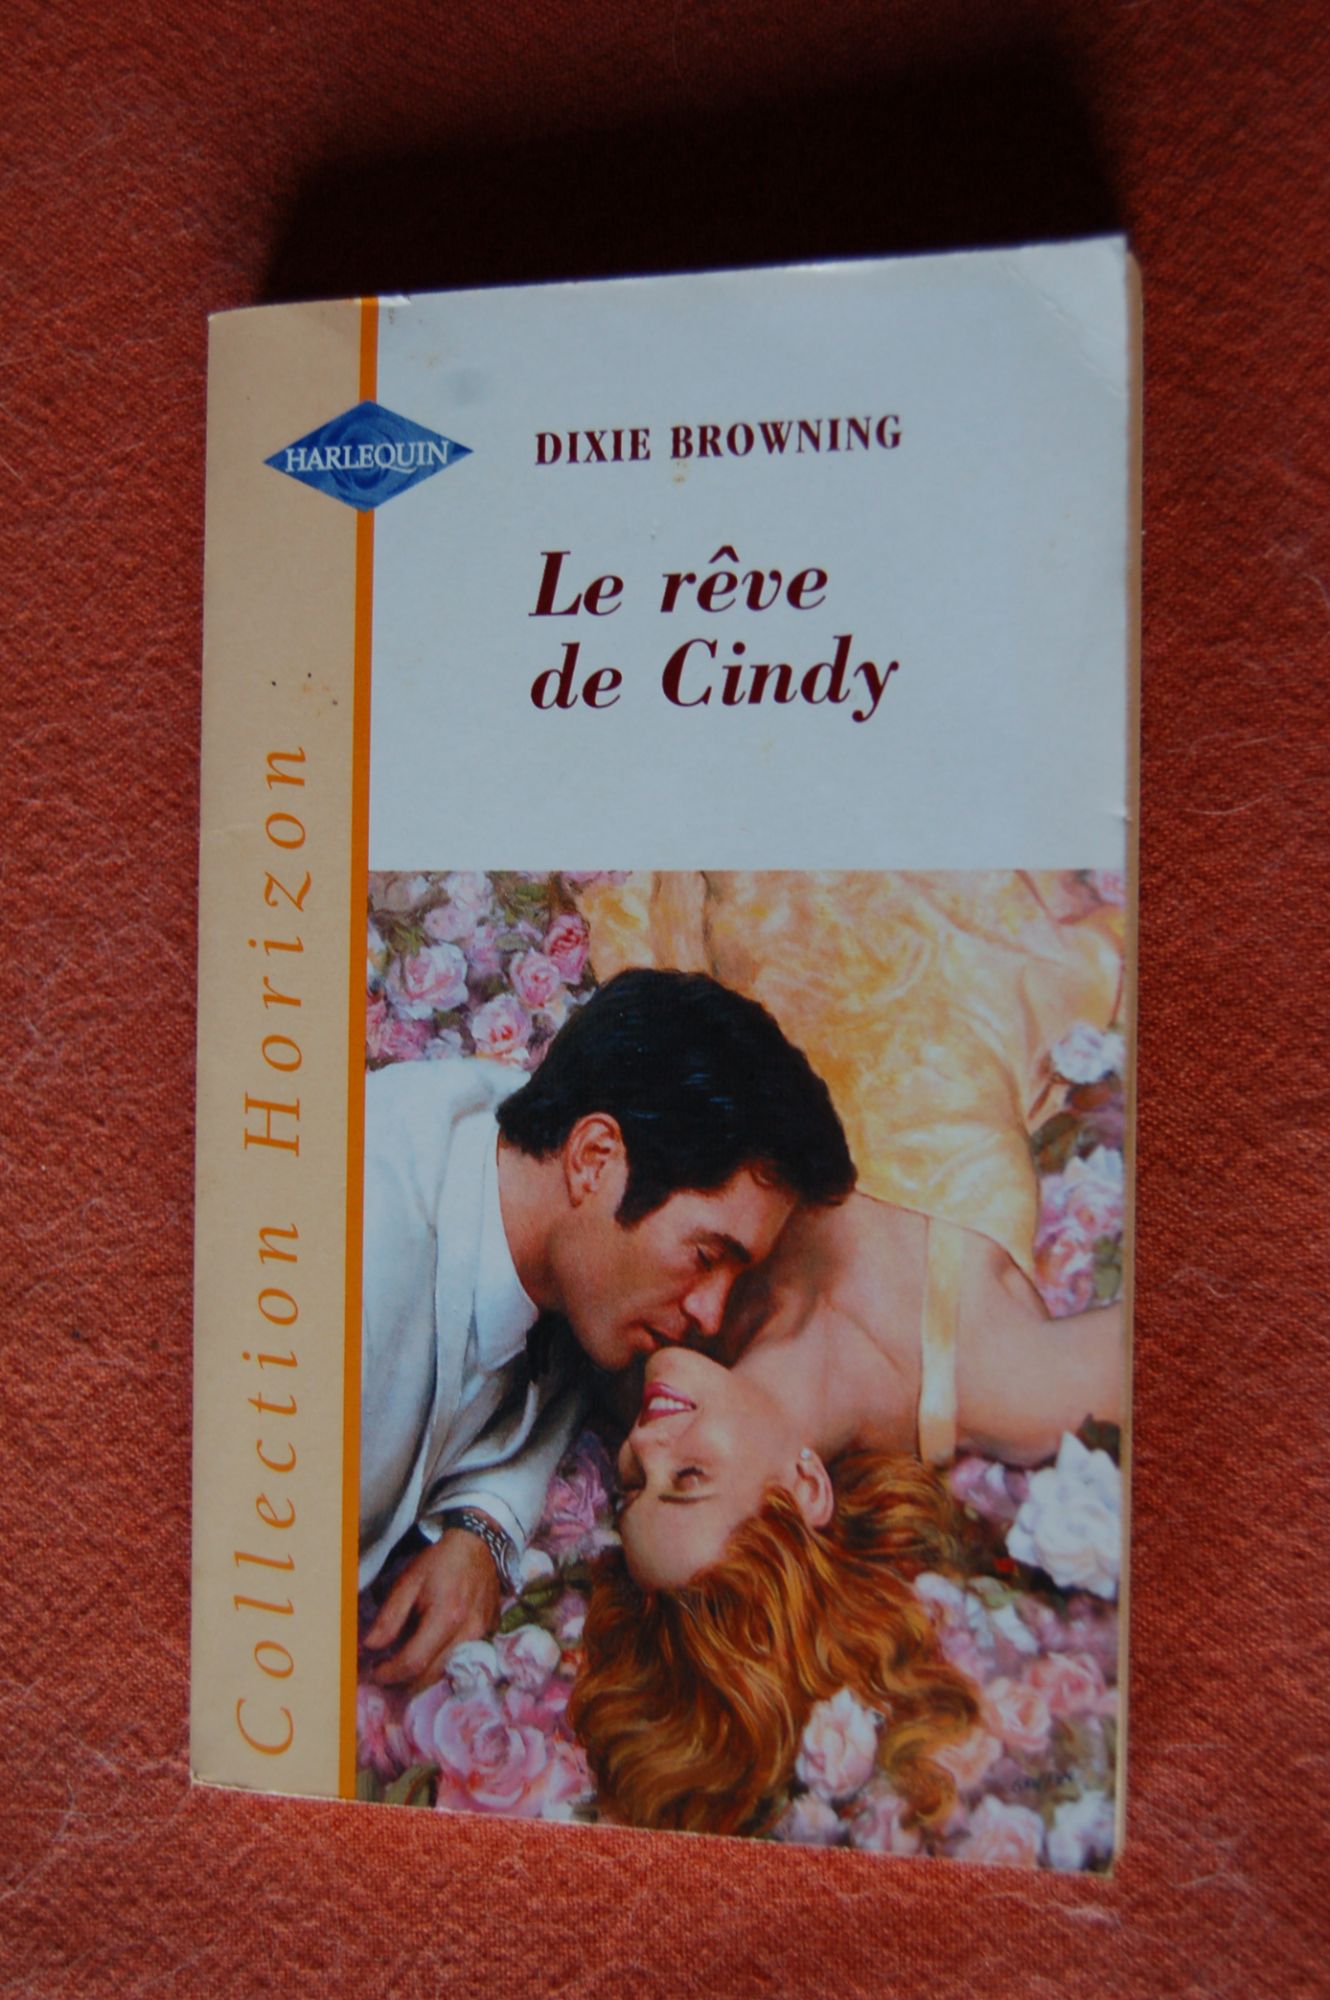 HARLEQUIN
DIXIE BROWNING
Le rêve
de Cindy
Collection Horizon